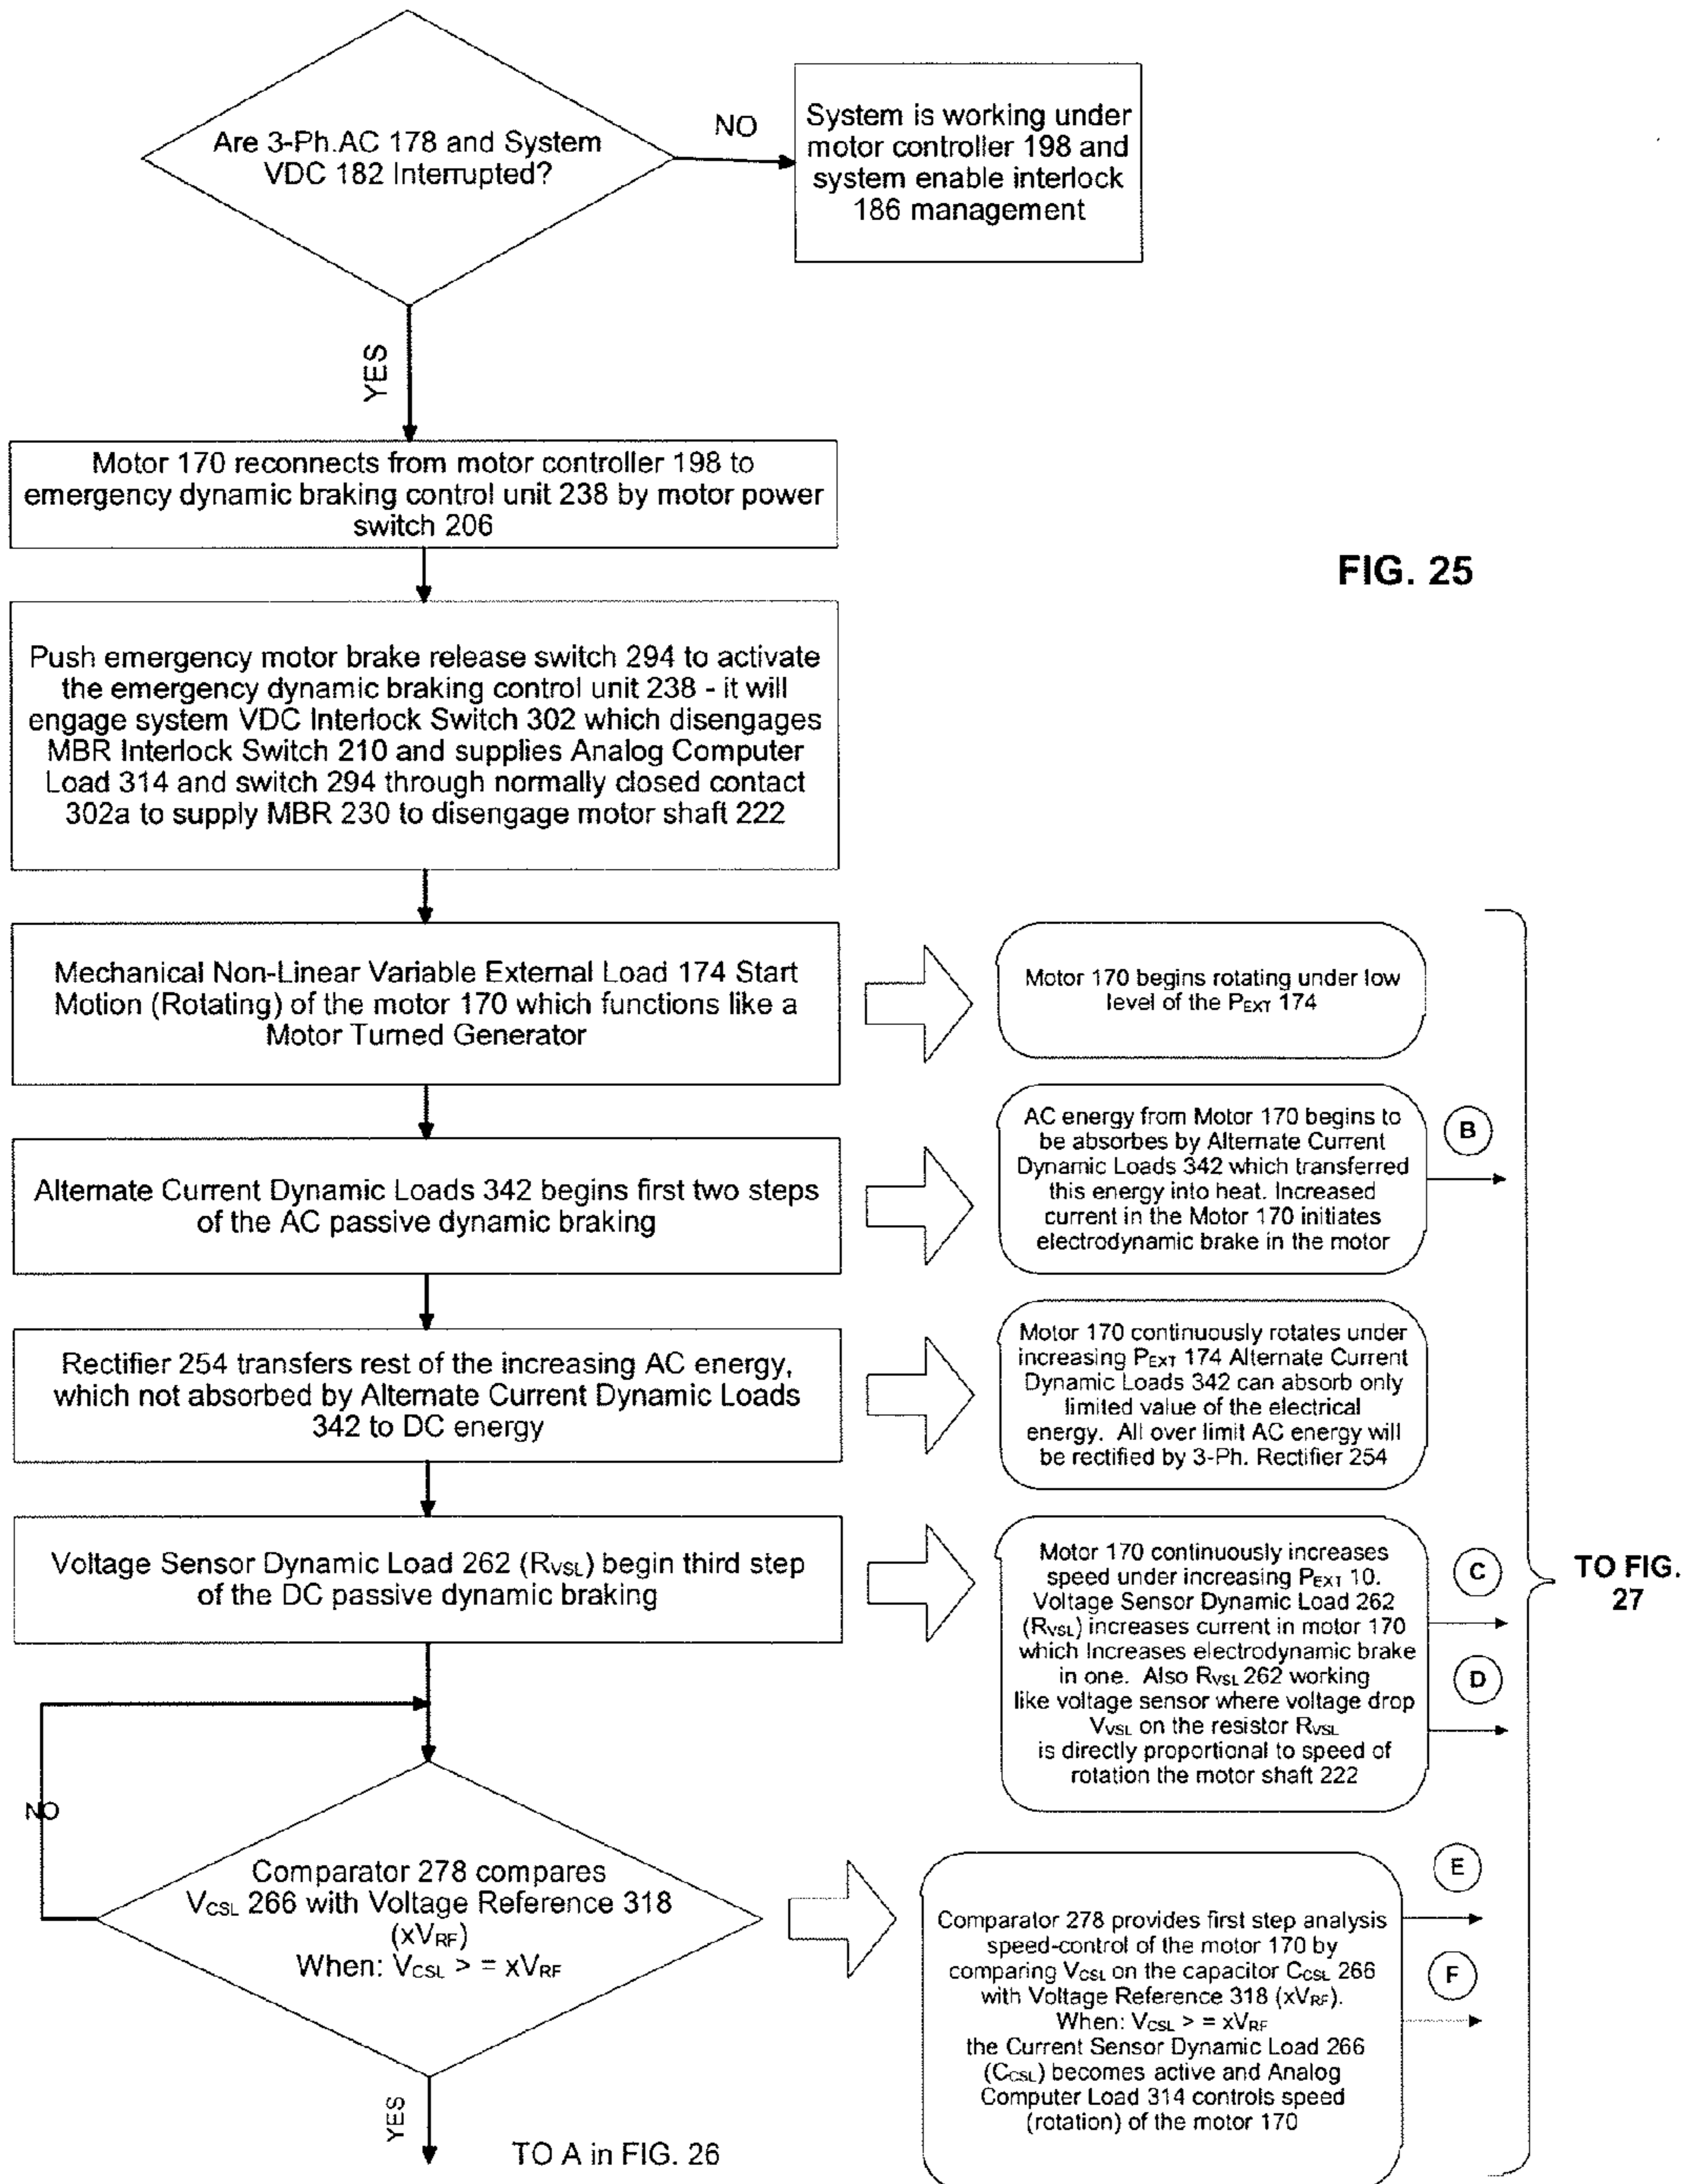 Are 3-Ph.AC 178 and System
VDC 182 Interrupted?
NO
System is working under
motor controller 198 and
system enable interlock
186 management
YES
Motor 170 reconnects from motor controller 198 to
emergency dynamic braking control unit 238 by motor power
switch 206
FIG. 25
Push emergency motor brake release switch 294 to activate
the emergency dynamic braking control unit 238 - it will
engage system VDC Interlock Switch 302 which disengages
MBR Interlock Switch 210 and supplies Analog Computer
Load 314 and switch 294 through normally closed contact
302a to supply MBR 230 to disengage motor shaft 222
Mechanical Non-Linear Variable External Load 174 Start
Motion (Rotating) of the motor 170 which functions like a
Motor Turned Generator
Motor 170 begins rotating under low
level of the PEXT 174
Alternate Current Dynamic Loads 342 begins first two steps
of the AC passive dynamic braking
AC energy from Motor 170 begins to
be absorbes by Alternate Current
Dynamic Loads 342 which transferred
this energy into heat. Increased
current in the Motor 170 initiates
electrodynamic brake in the motor
B
Rectifier 254 transfers rest of the increasing AC energy,
which not absorbed by Alternate Current Dynamic Loads
342 to DC energy
Motor 170 continuously rotates under
increasing PEXT 174 Alternate Current
Dynamic Loads 342 can absorb only
limited value of the electrical
energy. All over limit AC energy will
be rectified by 3-Ph. Rectifier 254
Voltage Sensor Dynamic Load 262 (RVSL) begin third step
of the DC passive dynamic braking
Motor 170 continuously increases
speed under increasing PEXT 10.
Voltage Sensor Dynamic Load 262
(RVSL) increases current in motor 170
which Increases electrodynamic brake
in one. Also RVSL 262 working
like voltage sensor where voltage drop
VVSL on the resistor RVSL
is directly proportional to speed of
rotation the motor shaft 222
C
D
TO FIG.
27
NO
Comparator 278 compares
VCSL 266 with Voltage Reference 318
(xVRF)
When: VCSL > = xVRF
Comparator 278 provides first step analysis
speed-control of the motor 170 by
comparing VCSL on the capacitor CCSL 266
with Voltage Reference 318 (xVRF).
When: VCSL > = xVRF
the Current Sensor Dynamic Load 266
(CCSL) becomes active and Analog
Computer Load 314 controls speed
(rotation) of the motor 170
E
F
YES
TO A in FIG. 26